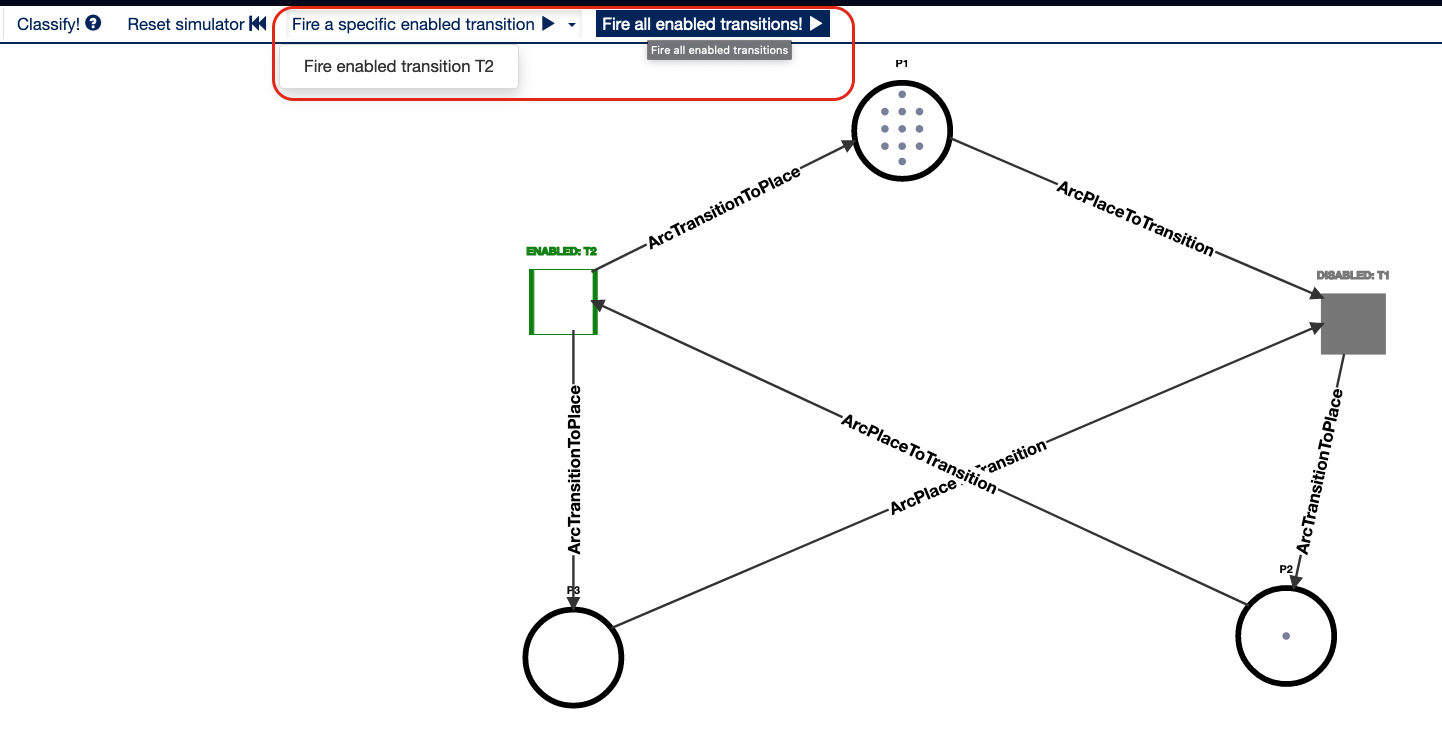 Classify!
Reset simulator
Fire a specific enabled transition
Fire all enabled transitions!
Fire all enabled transitions
Fire enabled transition T2
P1
ArcTransitionToPlace
ArcPlaceToTransition
ENABLED: T2
DISABLED: T1
ArcTransitionToPlace
ArcPlaceToTransition
ArcPlace
ansition
ArcTransitionToPlace
P2
P3